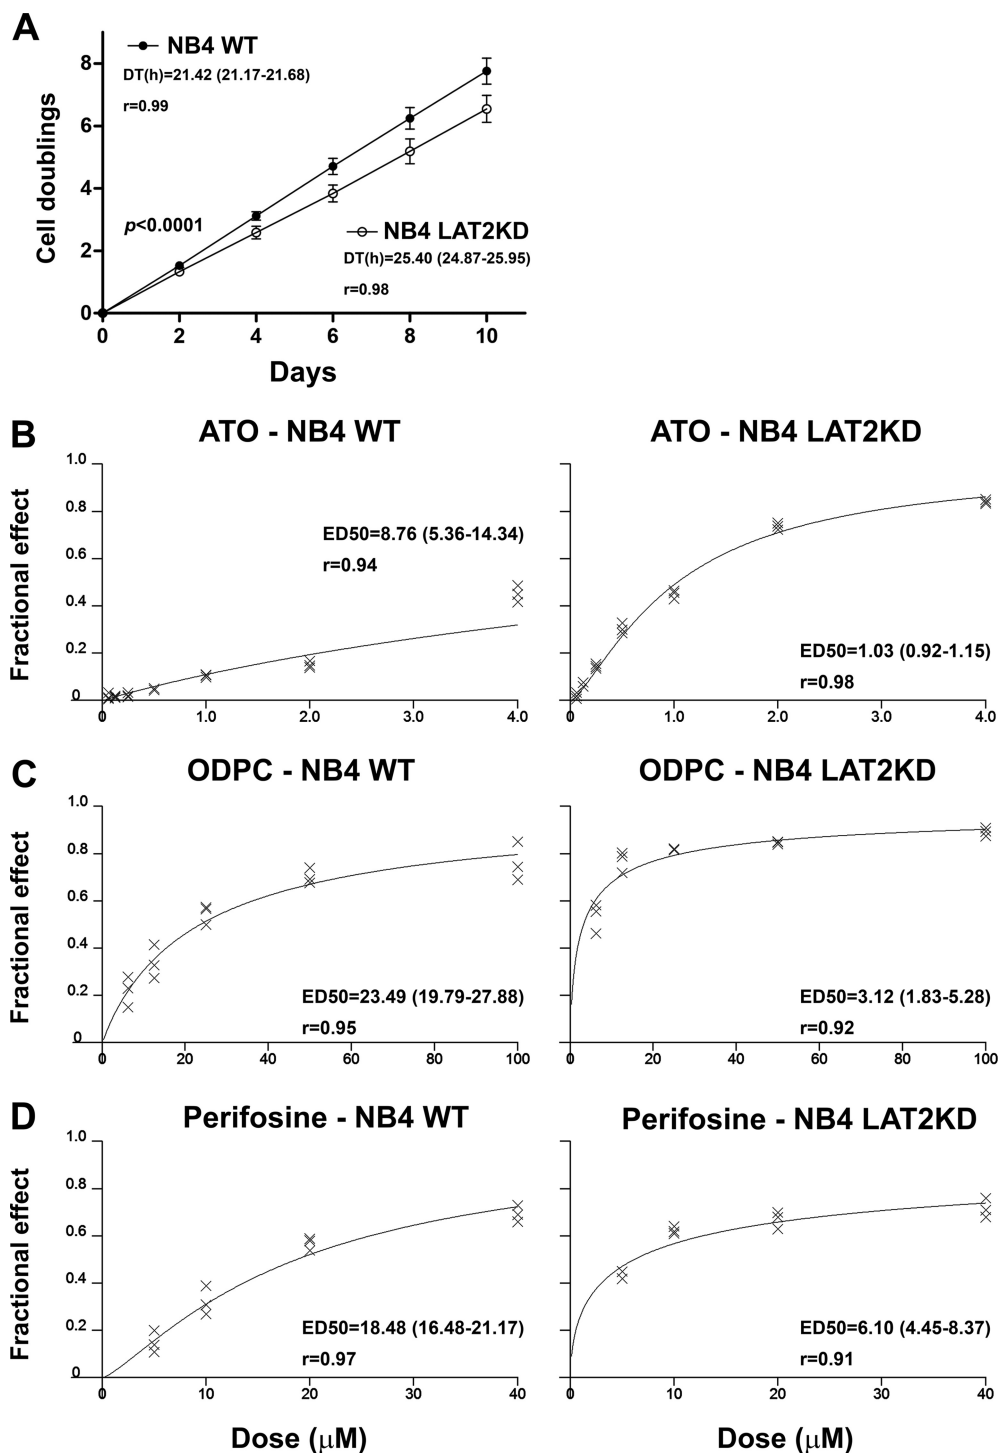 A
NB4 WT
DT(h)=21.42 (21.17-21.68)
r=0.99
p<0.0001
NB4 LAT2KD
DT(h)=25.40 (24.87-25.95)
r=0.98
Cell doublings
8
6
4
2
0
0 2 4 6 8 10
Days
B
ATO - NB4 WT
Fractional effect
1.0
0.8
0.6
0.4
0.2
0
ED50=8.76 (5.36-14.34)
r=0.94
0 1.0 2.0 3.0 4.0
ATO - NB4 LAT2KD
ED50=1.03 (0.92-1.15)
r=0.98
0 1.0 2.0 3.0 4.0
C
ODPC - NB4 WT
Fractional effect
1.0
0.8
0.6
0.4
0.2
0
ED50=23.49 (19.79-27.88)
r=0.95
0 20 40 60 80 100
ODPC - NB4 LAT2KD
ED50=3.12 (1.83-5.28)
r=0.92
0 20 40 60 80 100
D
Perifosine - NB4 WT
Fractional effect
1.0
0.8
0.6
0.4
0.2
0
ED50=18.48 (16.48-21.17)
r=0.97
0 10 20 30 40
Dose (μM)
Perifosine - NB4 LAT2KD
ED50=6.10 (4.45-8.37)
r=0.91
0 10 20 30 40
Dose (μM)